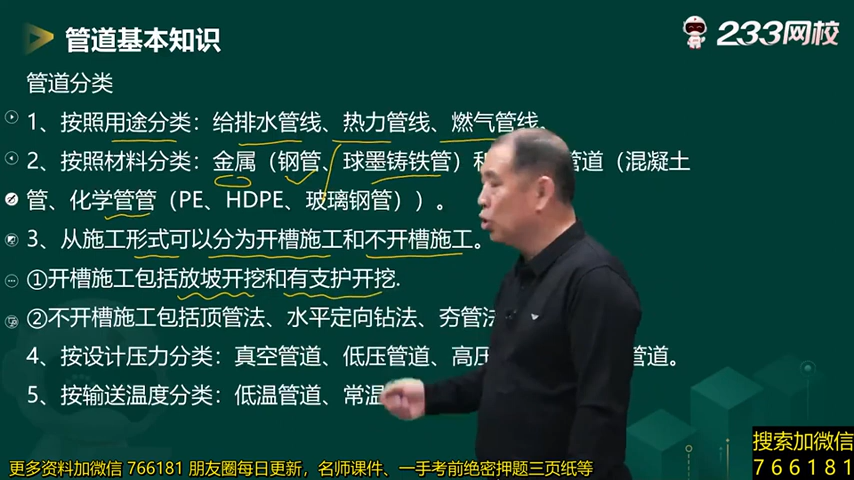 管道基本知识
233网校
管道分类
1、按照用途分类：给排水管线、热力管线、燃气管线。
2、按照材料分类：金属（钢管、球墨铸铁管）管道（混凝土
管、化学管管（PE、HDPE、玻璃钢管））。
3、从施工形式可以分为开槽施工和不开槽施工。
①开槽施工包括放坡开挖和有支护开挖.
②不开槽施工包括顶管法、水平定向钻法、夯管法
4、按设计压力分类：真空管道、低压管道、高压管道。
5、按输送温度分类：低温管道、常温
搜索加微信
766181
更多资料加微信 766181 朋友圈每日更新，名师课件、一手考前绝密押题三页纸等